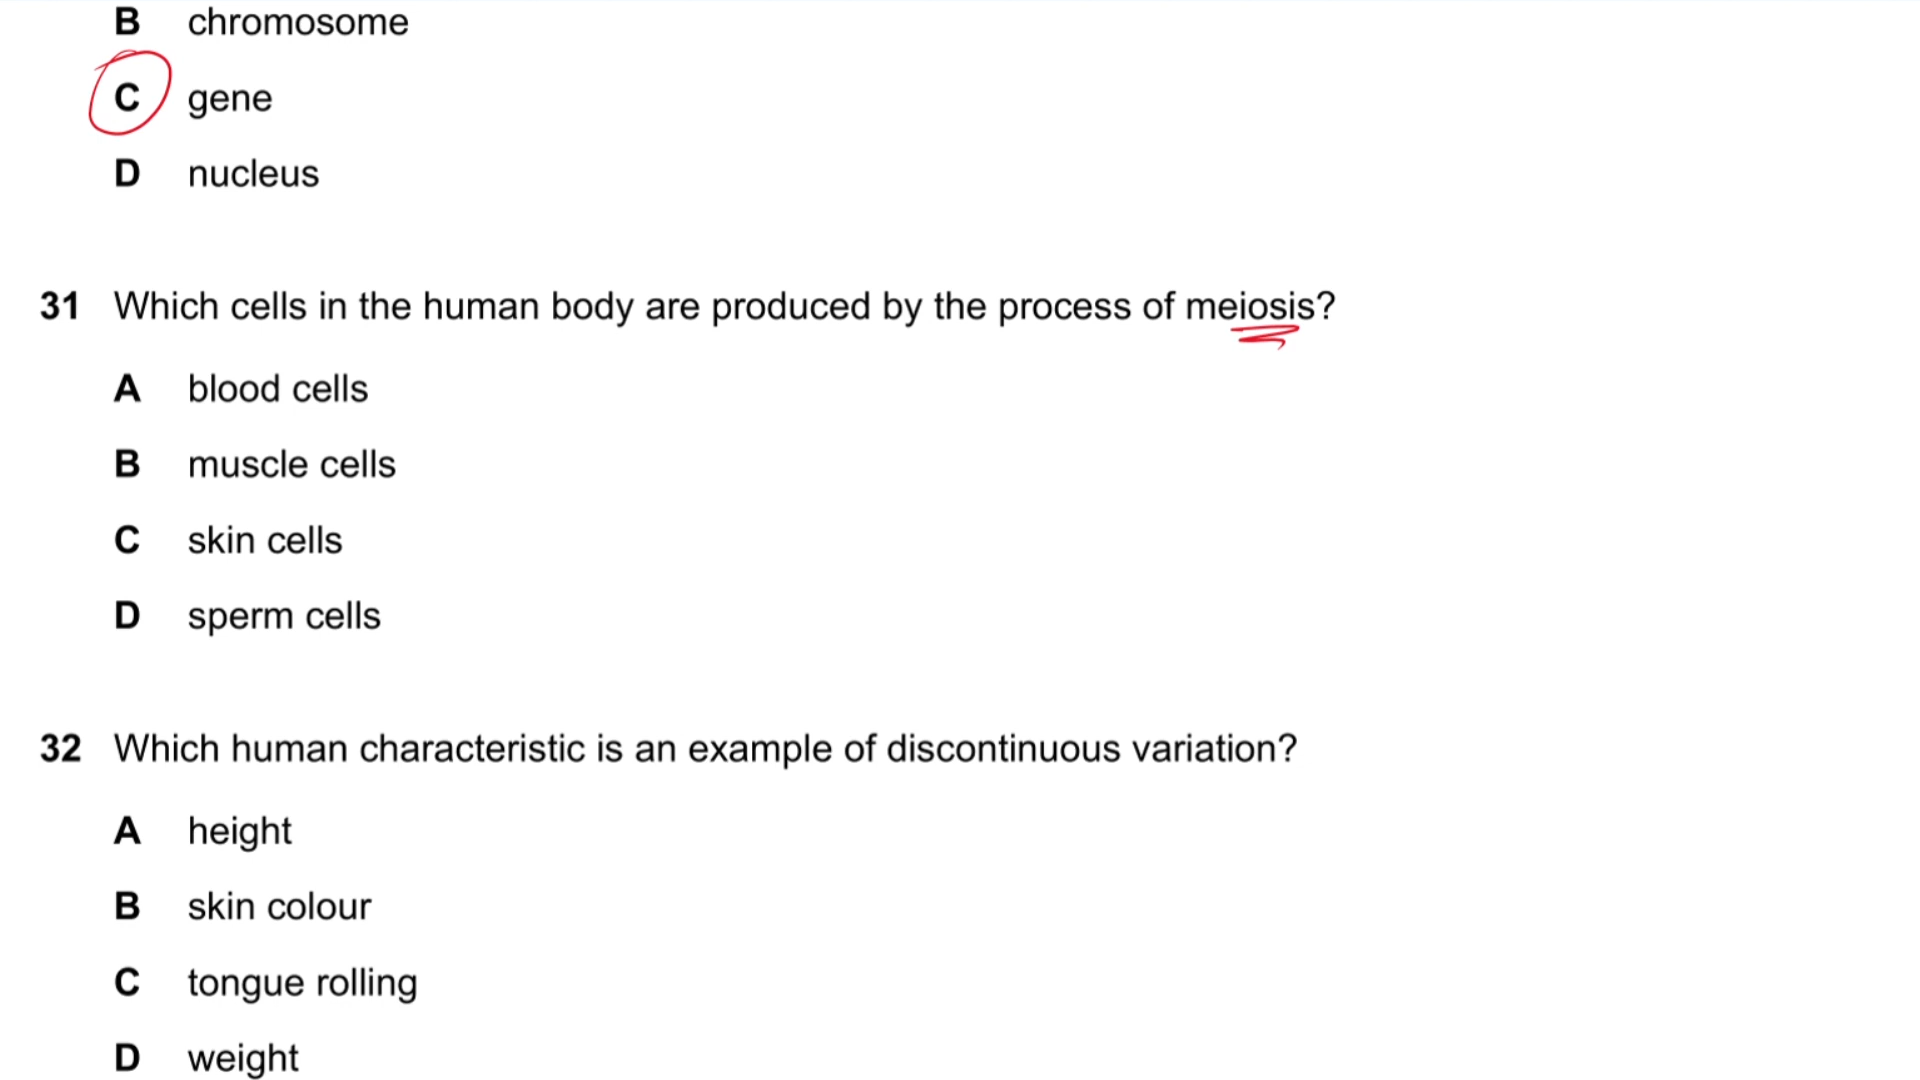 B chromosome
C gene
D nucleus
31 Which cells in the human body are produced by the process of meiosis?
A blood cells
B muscle cells
C skin cells
D sperm cells
32 Which human characteristic is an example of discontinuous variation?
A height
B skin colour
C tongue rolling
D weight